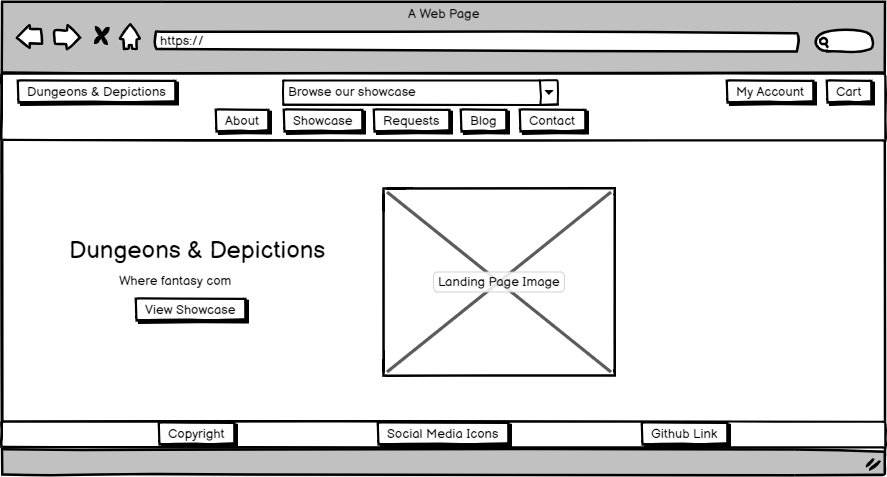 A Web Page
https://
Dungeons & Depictions
Browse our showcase
My Account
Cart
About
Showcase
Requests
Blog
Contact
Dungeons & Depictions
Where fantasy com
View Showcase
Landing Page Image
Copyright
Social Media Icons
Github Link